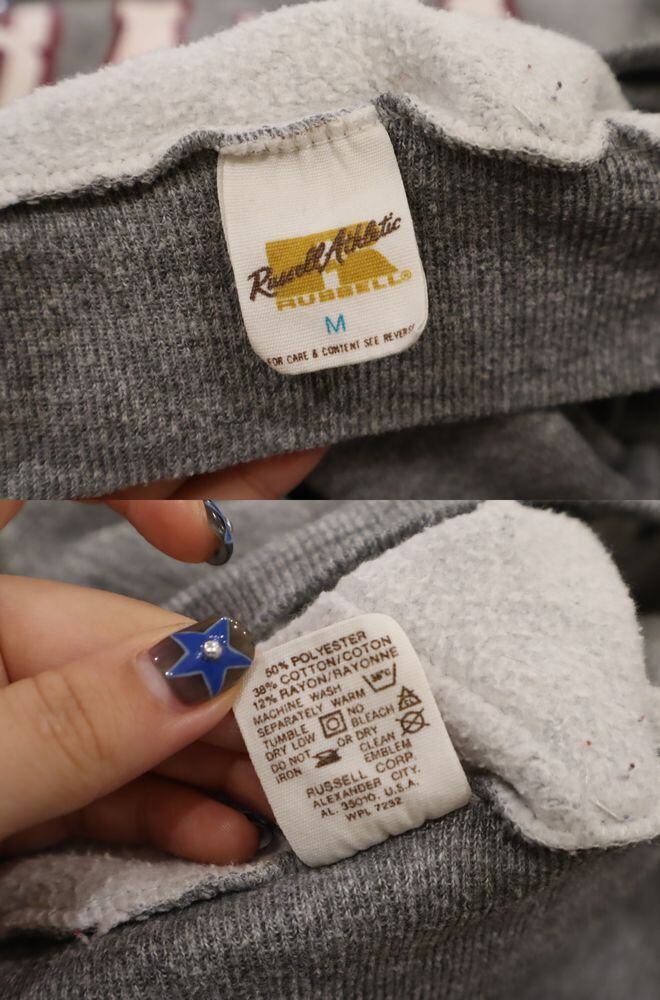 Russell Athletic
RUSSELL®
M
FOR CARE & CONTENT SEE REVERSE
50% POLYESTER
38% COTTON/COTON
12% RAYON/RAYONNE
MACHINE WASH
SEPARATELY WARM
TUMBLE NO
DRY LOW BLEACH
DO NOT OR DRY
IRON CLEAN
EMBLEM
RUSSELL CORP.
ALEXANDER CITY,
AL. 35010, U.S.A.
WPL 7232